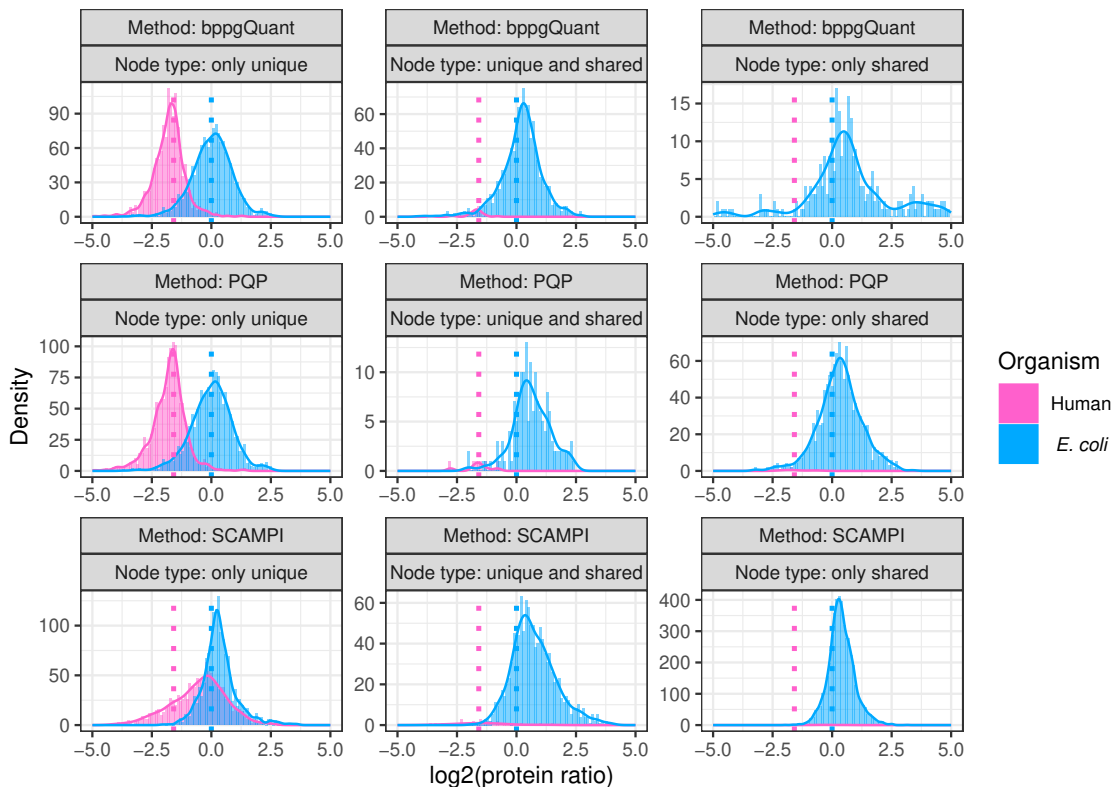 Method: bppgQuant Method: bppgQuant Method: bppgQuant
Node type: only unique Node type: unique and shared Node type: only shared
90
60
30
0
60
40
20
0
15
10
5
0
−5.0 −2.5 0.0 2.5 5.0 −5.0 −2.5 0.0 2.5 5.0 −5.0 −2.5 0.0 2.5 5.0
Method: PQP Method: PQP Method: PQP
Node type: only unique Node type: unique and shared Node type: only shared
100
75
50
25
0
10
5
0
60
40
20
0
−5.0 −2.5 0.0 2.5 5.0 −5.0 −2.5 0.0 2.5 5.0 −5.0 −2.5 0.0 2.5 5.0
Method: SCAMPI Method: SCAMPI Method: SCAMPI
Node type: only unique Node type: unique and shared Node type: only shared
100
50
0
60
40
20
0
400
300
200
100
0
−5.0 −2.5 0.0 2.5 5.0 −5.0 −2.5 0.0 2.5 5.0 −5.0 −2.5 0.0 2.5 5.0
Density
log2(protein ratio)
Organism
Human
E. coli